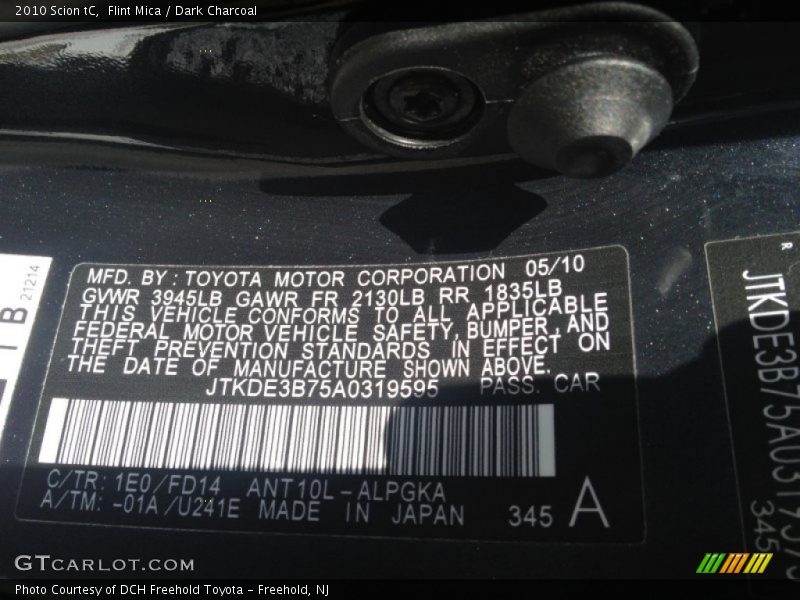 2010 Scion tC, Flint Mica / Dark Charcoal
1B
21214
MFD. BY: TOYOTA MOTOR CORPORATION 05/10
GVWR 3945LB GAWR FR 2130LB RR 1835LB
THIS VEHICLE CONFORMS TO ALL APPLICABLE
FEDERAL MOTOR VEHICLE SAFETY, BUMPER, AND
THEFT PREVENTION STANDARDS IN EFFECT ON
THE DATE OF MANUFACTURE SHOWN ABOVE.
JTKDE3B75A0319595 PASS. CAR
C/TR: 1E0/FD14 ANT10L-ALPGKA
A/TM: -01A/U241E MADE IN JAPAN 345 A
R
JTKDE3B75A0319595
345
GTCARLOT.COM
Photo Courtesy of DCH Freehold Toyota - Freehold, NJ